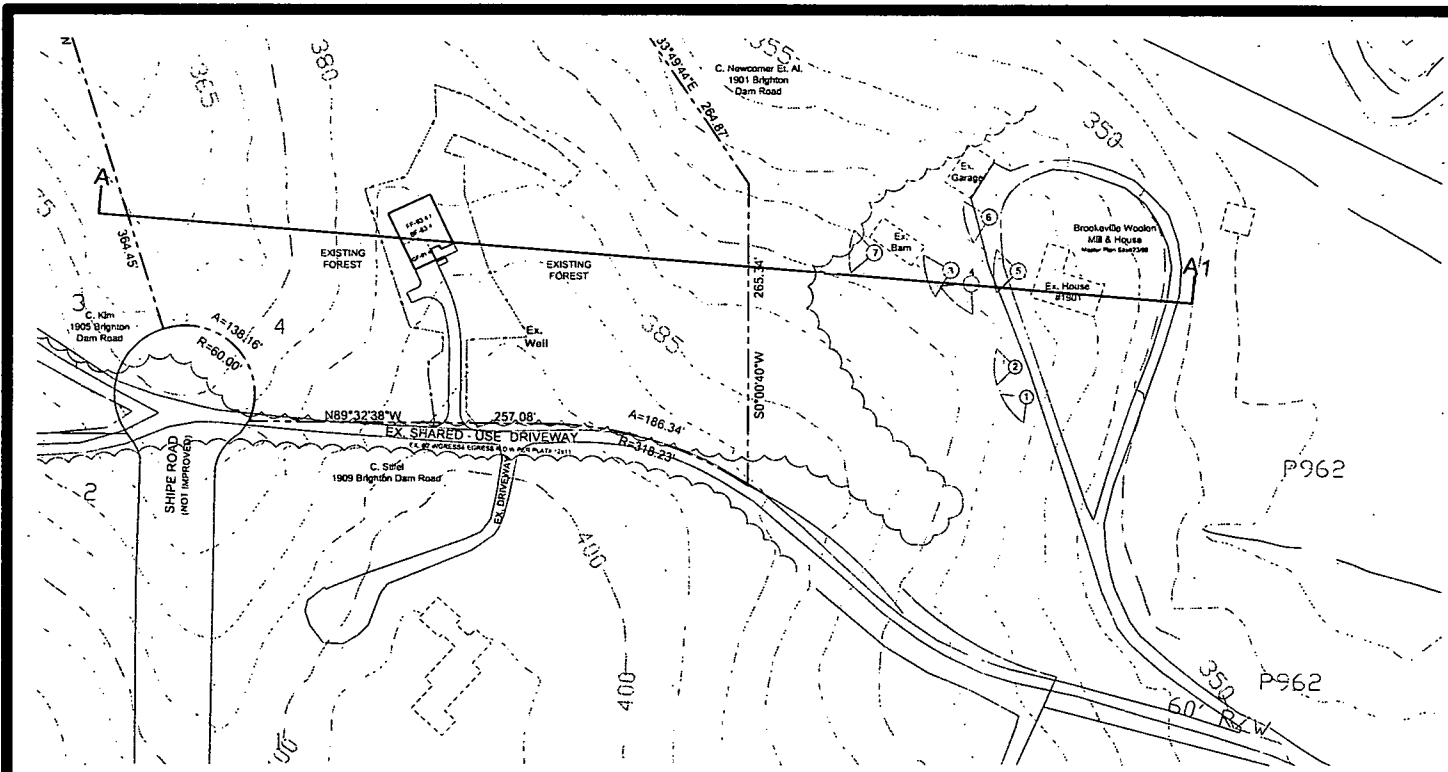 N
365
380
355
33°49'44"E 264.87'
C. Newcomer Et. Al.
1901 Brighton
Dam Road
350
A
Ex.
Garage
6
364.45'
EXISTING
FOREST
EXISTING
FOREST
7
Ex.
Barn
3
4
5
Brookeville Woolen
Mill & House
A1
Ex. House
#1901
265.34'
3
C. Kim
1905 Brighton
Dam Road
A=138.16'
R=60.00'
4
Ex.
Well
385
S0°00'40"W
2
1
N89°32'38"W
257.08'
A=186.34'
R=318.23'
EX. SHARED - USE DRIVEWAY
SHIPE ROAD
(NOT IMPROVED)
2
C. Stifel
1909 Brighton Dam Road
EX. DRIVEWAY
P962
400
400
350
P962
60' R/W